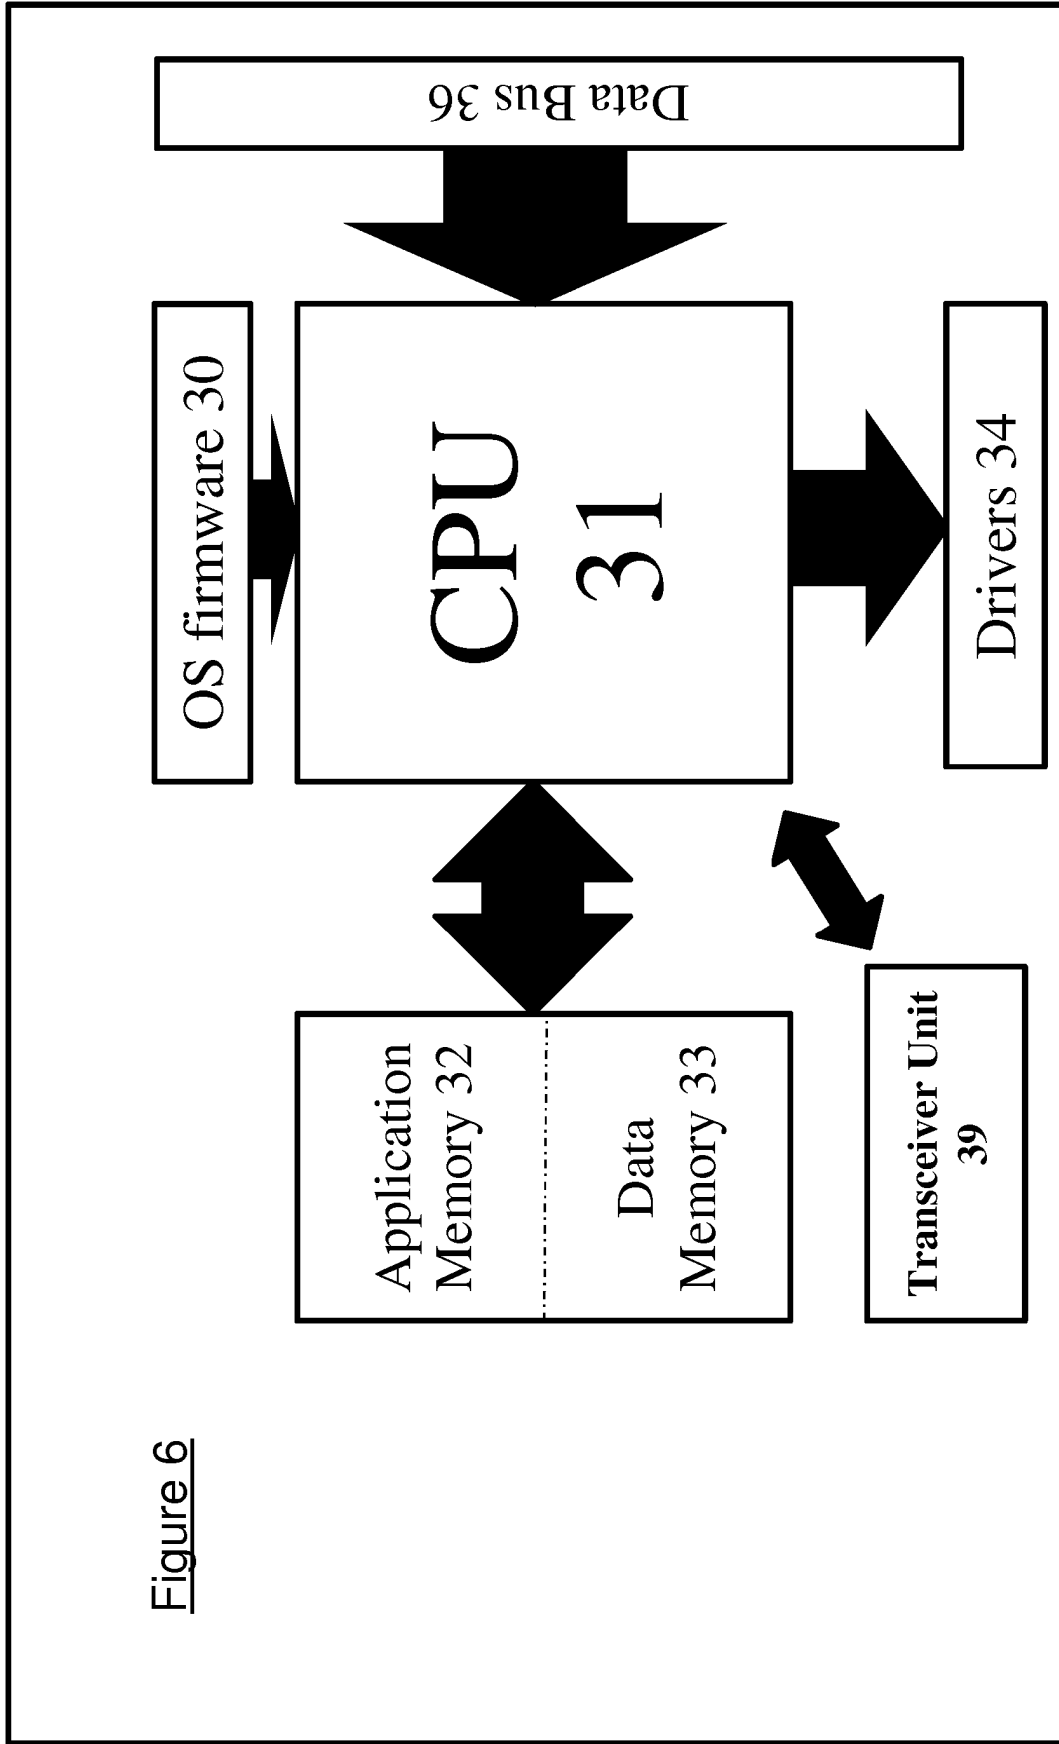 Figure 6
OS firmware 30
Application
Memory 32
Data
Memory 33
CPU
31
Data Bus 36
Transceiver Unit
39
Drivers 34